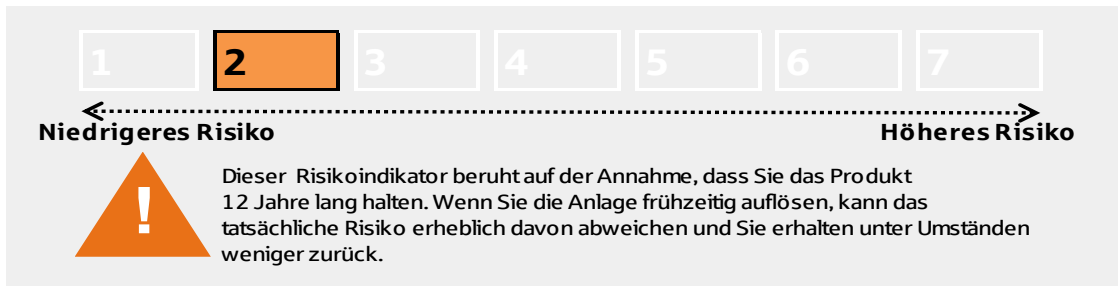 1 2 3 4 5 6 7
Niedrigeres Risiko Höheres Risiko
!
Dieser Risikoindikator beruht auf der Annahme, dass Sie das Produkt
12 Jahre lang halten. Wenn Sie die Anlage frühzeitig auflösen, kann das
tatsächliche Risiko erheblich davon abweichen und Sie erhalten unter Umständen
weniger zurück.